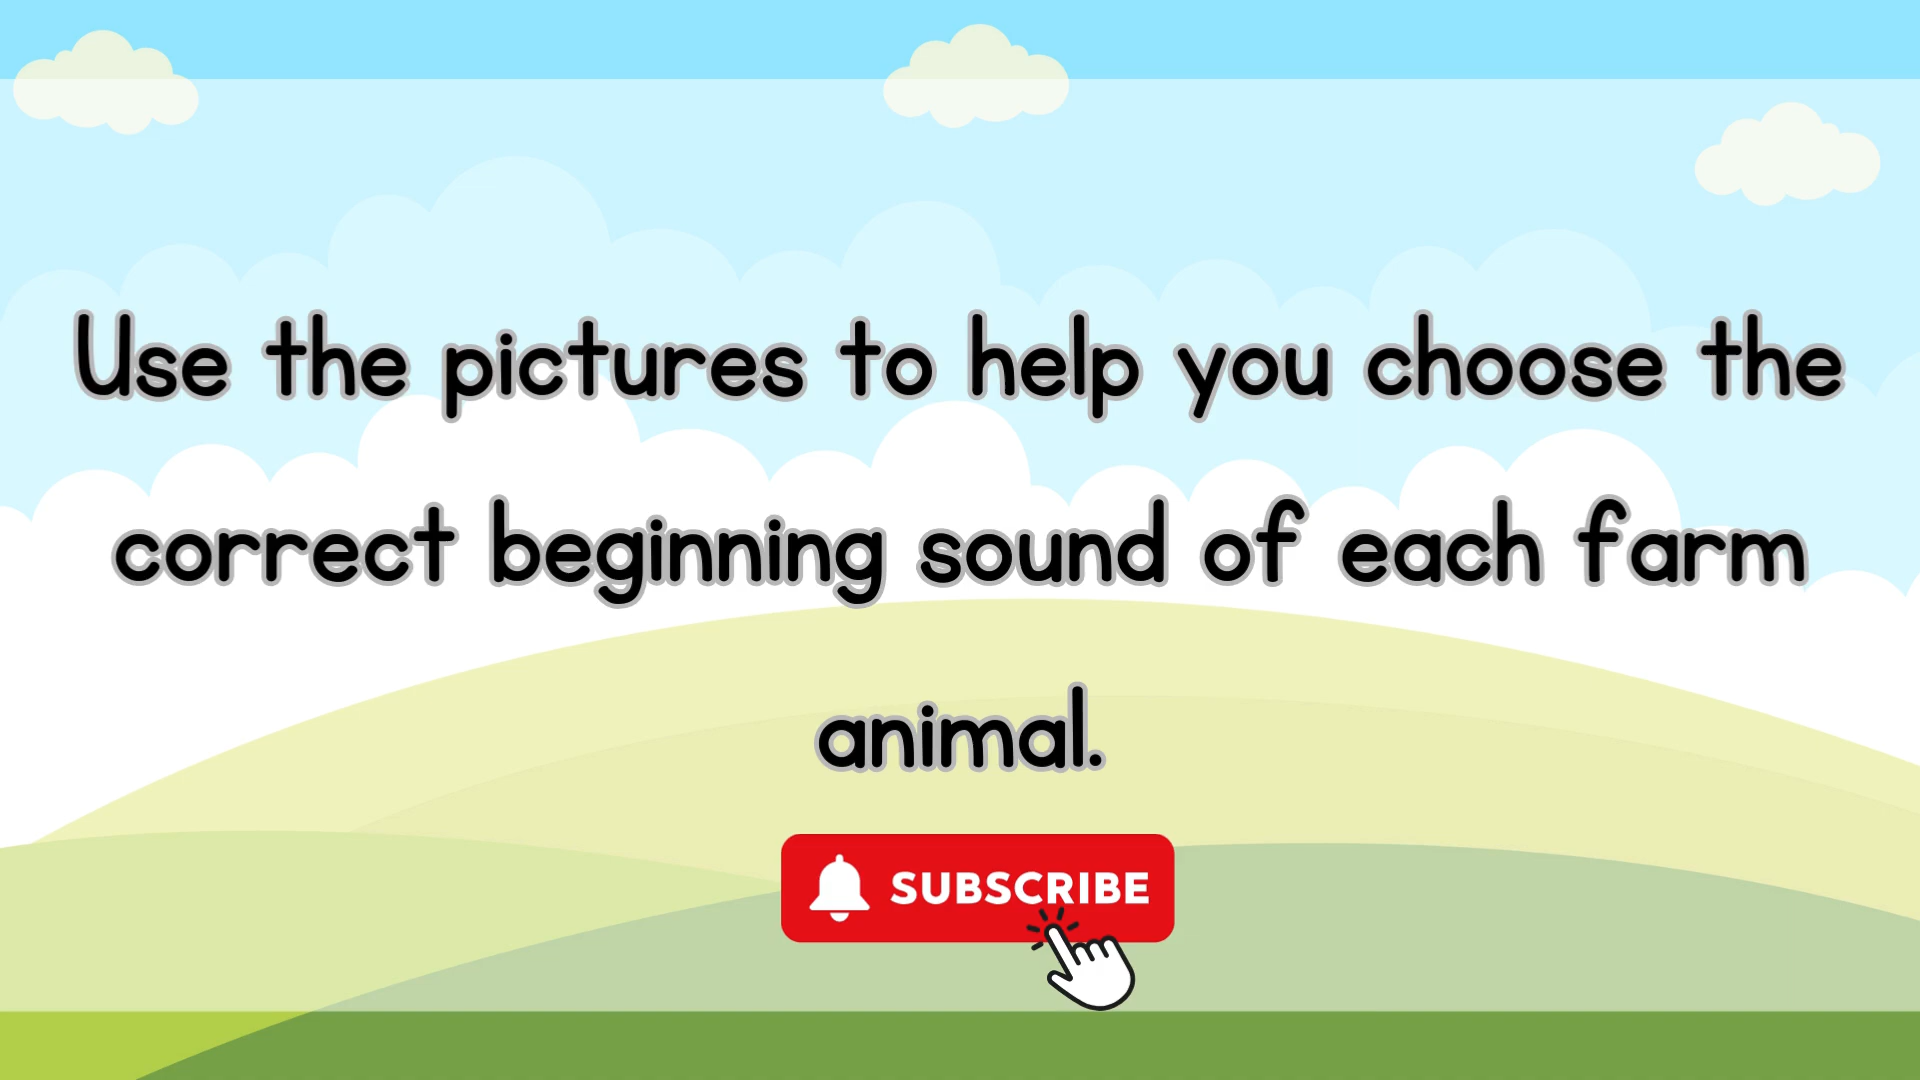 Use the pictures to help you choose the
correct beginning sound of each farm
animal.
SUBSCRIBE